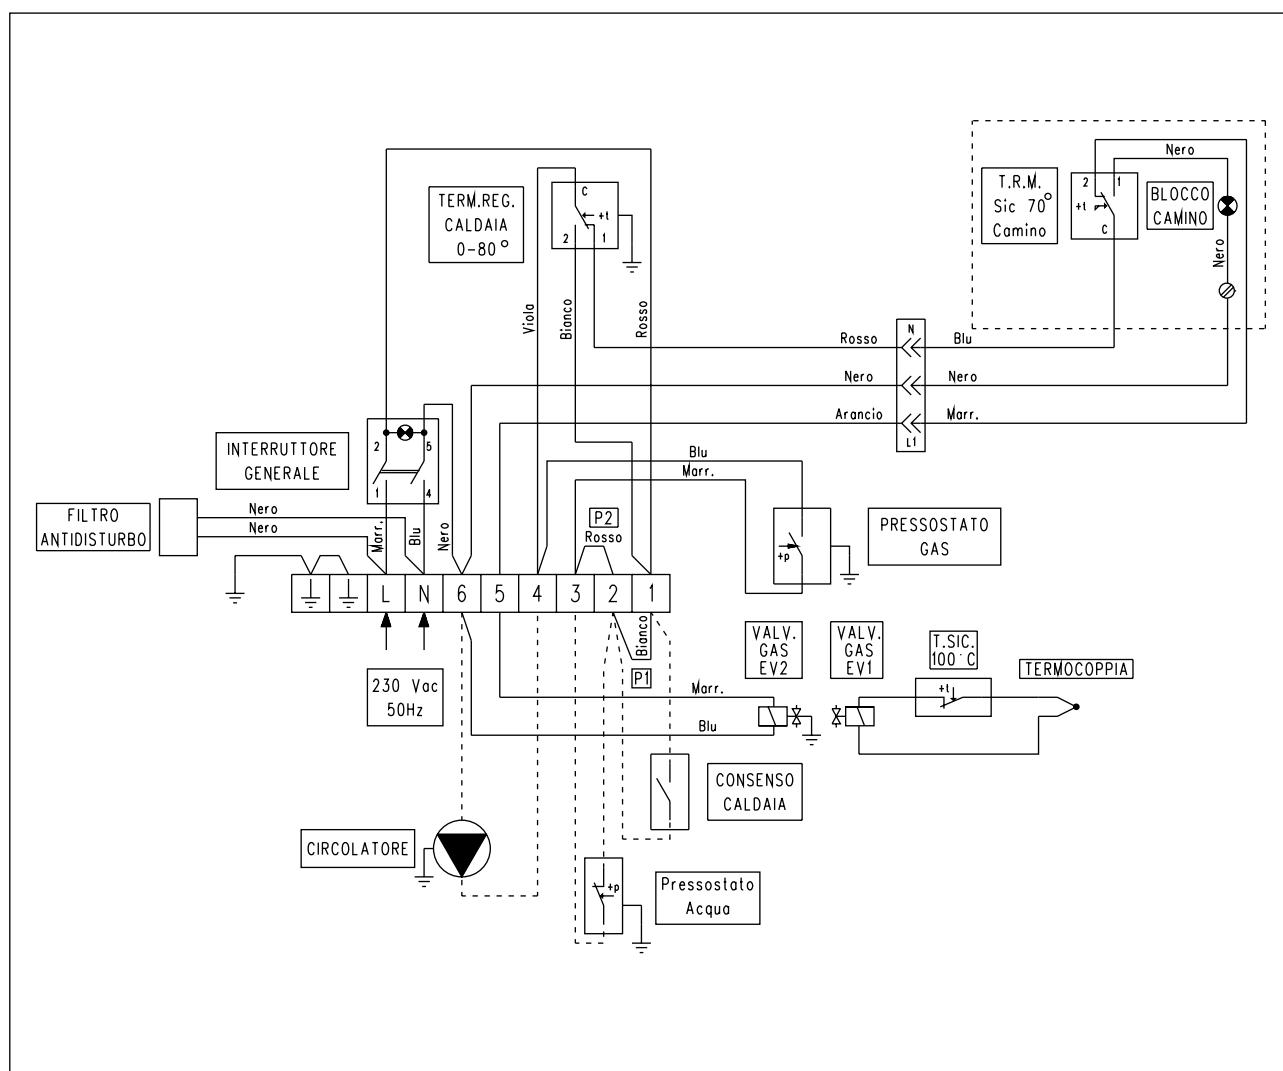 Nero
T.R.M.
Sic 70°
Camino
2
1
+t
C
BLOCCO
CAMINO
Nero
TERM.REG.
CALDAIA
0-80°
C
+t
2
1
Viola
Bianco
Rosso
Rosso
N
Blu
Nero
Nero
Arancio
L1
Marr.
INTERRUTTORE
GENERALE
2
5
1
4
Blu
Marr.
FILTRO
ANTIDISTURBO
Nero
Nero
Marr.
Blu
Nero
P2
Rosso
+p
PRESSOSTATO
GAS
L
N
6
5
4
3
2
1
230 Vac
50Hz
Bianco
P1
VALV.
GAS
EV2
VALV.
GAS
EV1
T.SIC.
100°C
TERMOCOPPIA
+t
Marr.
Blu
CONSENSO
CALDAIA
CIRCOLATORE
+p
Pressostato
Acqua